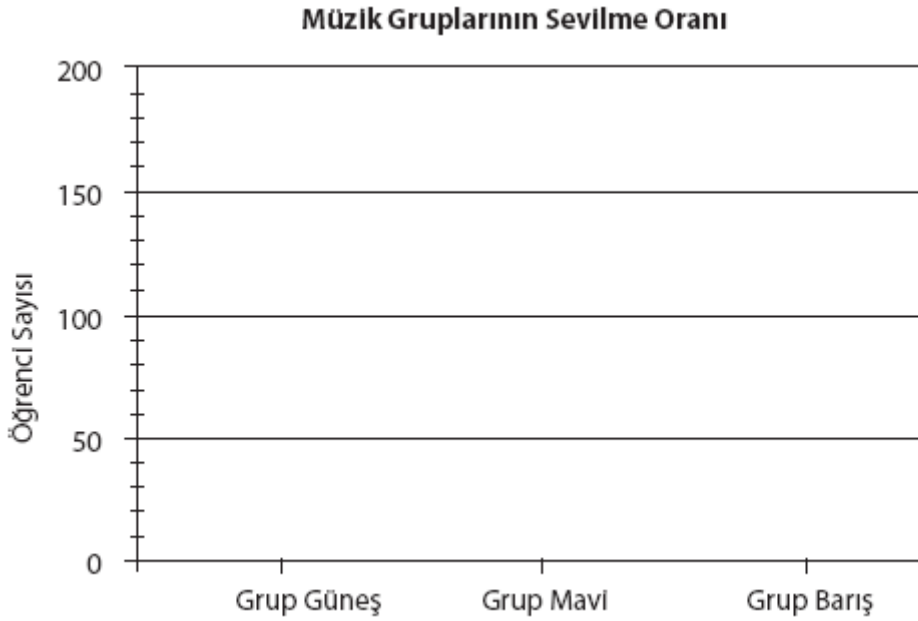 Müzik Gruplarının Sevilme Oranı
200
150
100
50
0
Öğrenci Sayısı
Grup Güneş Grup Mavi Grup Barış